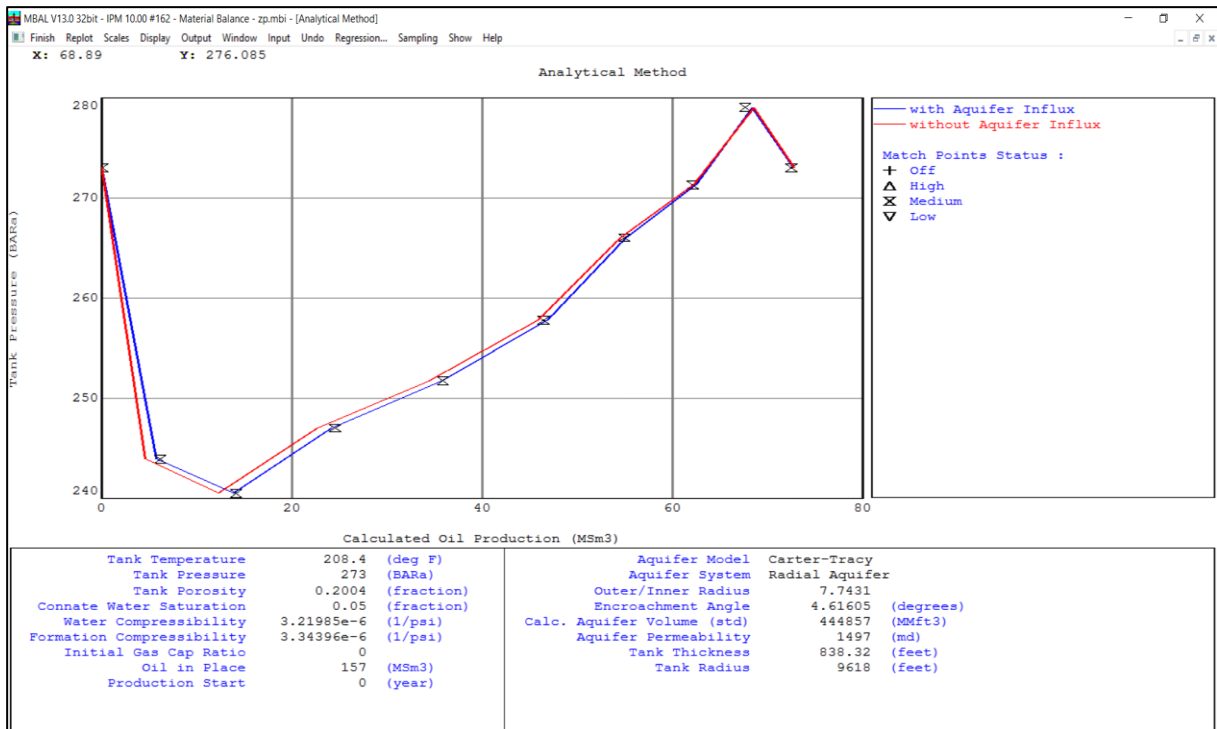 MBAL V13.0 32bit - IPM 10.00 #162 - Material Balance - zp.mbi - [Analytical Method]
Finish Replot Scales Display Output Window Input Undo Regression... Sampling Show Help
X: 68.89 Y: 276.085
Analytical Method
280
270
260
250
240
Tank Pressure (BARa)
0 20 40 60 80
Calculated Oil Production (MSm3)
with Aquifer Influx
without Aquifer Influx
Match Points Status :
Off
High
Medium
Low
Tank Temperature 208.4 (deg F)
Tank Pressure 273 (BARa)
Tank Porosity 0.2004 (fraction)
Connate Water Saturation 0.05 (fraction)
Water Compressibility 3.21985e-6 (1/psi)
Formation Compressibility 3.34396e-6 (1/psi)
Initial Gas Cap Ratio 0
Oil in Place 157 (MSm3)
Production Start 0 (year)
Aquifer Model Carter-Tracy
Aquifer System Radial Aquifer
Outer/Inner Radius 7.7431
Encroachment Angle 4.61605 (degrees)
Calc. Aquifer Volume (std) 444857 (MMft3)
Aquifer Permeability 1497 (md)
Tank Thickness 838.32 (feet)
Tank Radius 9618 (feet)